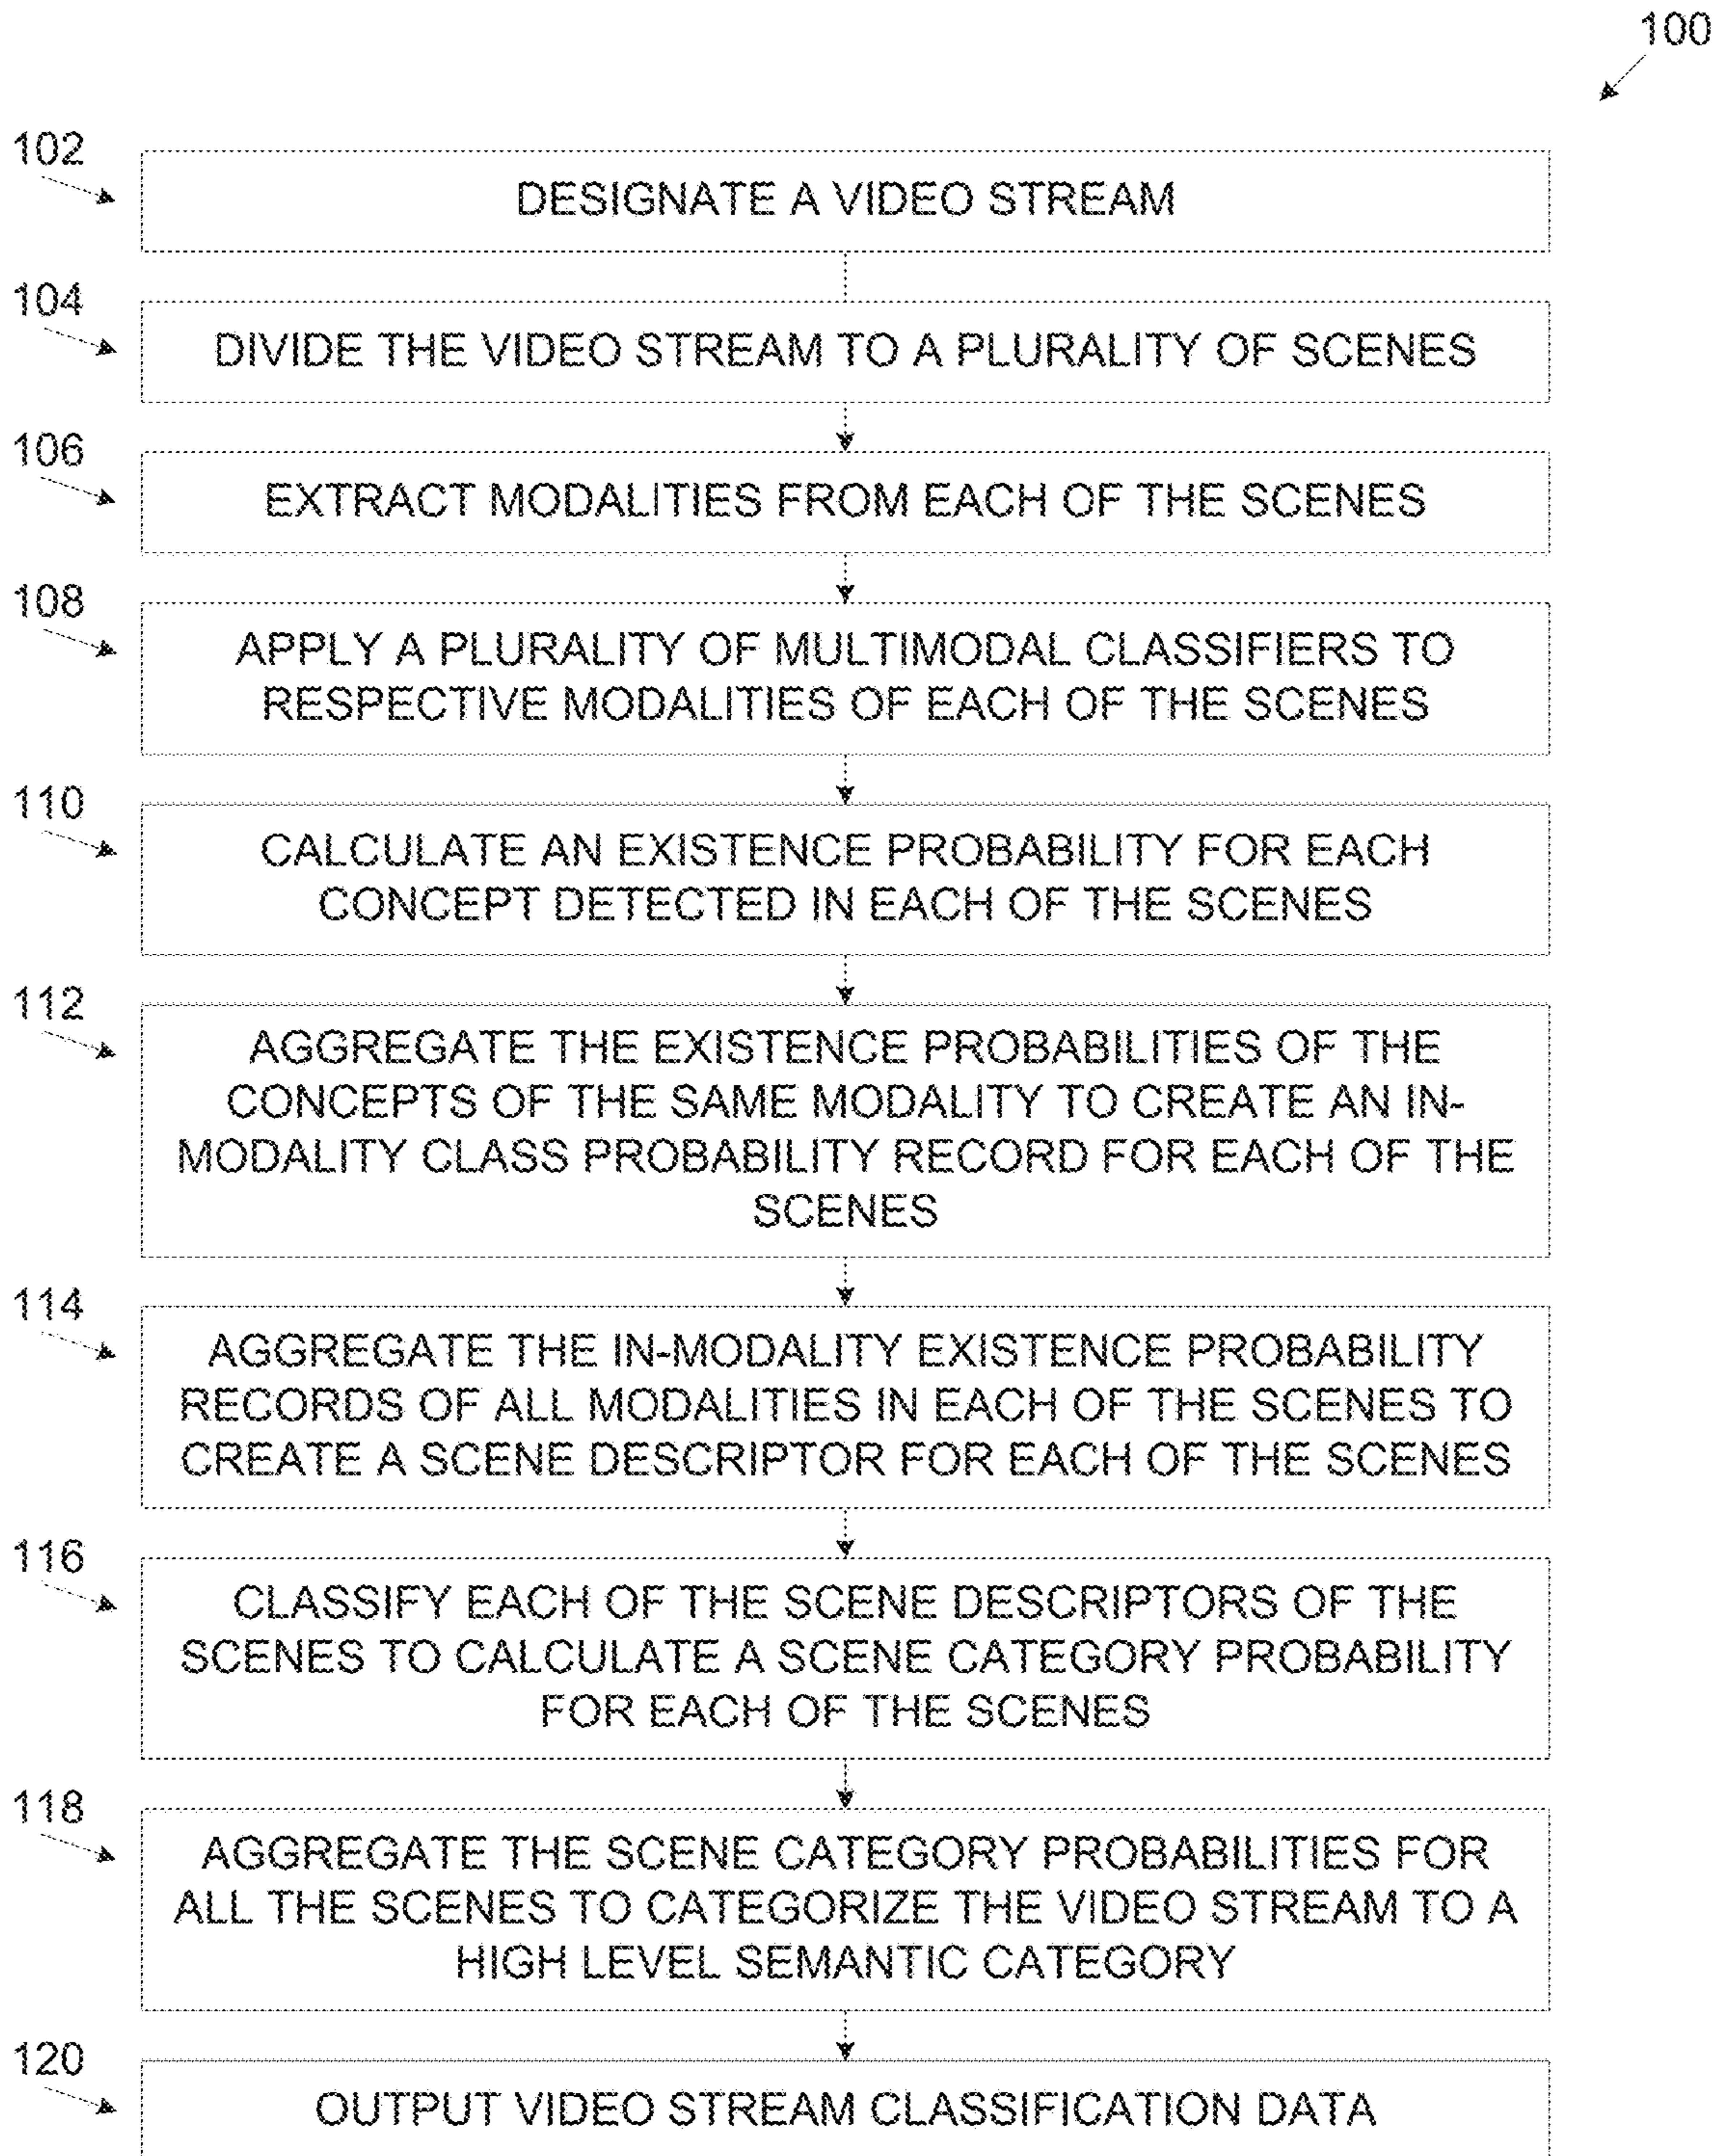 100
102
DESIGNATE A VIDEO STREAM
104
DIVIDE THE VIDEO STREAM TO A PLURALITY OF SCENES
106
EXTRACT MODALITIES FROM EACH OF THE SCENES
108
APPLY A PLURALITY OF MULTIMODAL CLASSIFIERS TO
RESPECTIVE MODALITIES OF EACH OF THE SCENES
110
CALCULATE AN EXISTENCE PROBABILITY FOR EACH
CONCEPT DETECTED IN EACH OF THE SCENES
112
AGGREGATE THE EXISTENCE PROBABILITIES OF THE
CONCEPTS OF THE SAME MODALITY TO CREATE AN IN-
MODALITY CLASS PROBABILITY RECORD FOR EACH OF THE
SCENES
114
AGGREGATE THE IN-MODALITY EXISTENCE PROBABILITY
RECORDS OF ALL MODALITIES IN EACH OF THE SCENES TO
CREATE A SCENE DESCRIPTOR FOR EACH OF THE SCENES
116
CLASSIFY EACH OF THE SCENE DESCRIPTORS OF THE
SCENES TO CALCULATE A SCENE CATEGORY PROBABILITY
FOR EACH OF THE SCENES
118
AGGREGATE THE SCENE CATEGORY PROBABILITIES FOR
ALL THE SCENES TO CATEGORIZE THE VIDEO STREAM TO A
HIGH LEVEL SEMANTIC CATEGORY
120
OUTPUT VIDEO STREAM CLASSIFICATION DATA